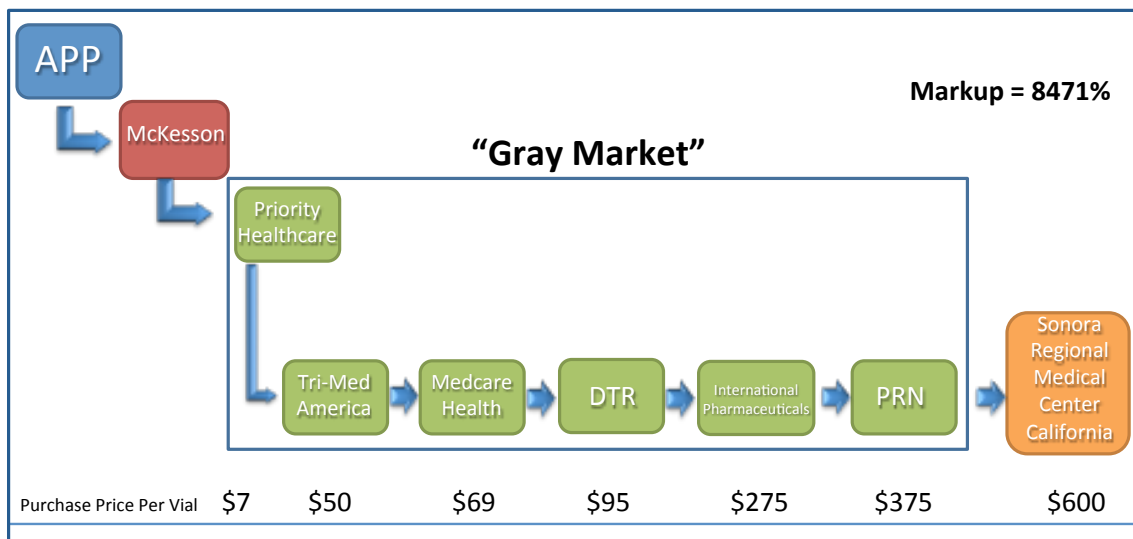 APP
Markup = 8471%
McKesson
“Gray Market”
Priority
Healthcare
Tri-Med
America
Medcare
Health
DTR
International
Pharmaceuticals
PRN
Sonora
Regional
Medical
Center
California
Purchase Price Per Vial $7 $50 $69 $95 $275 $375 $600